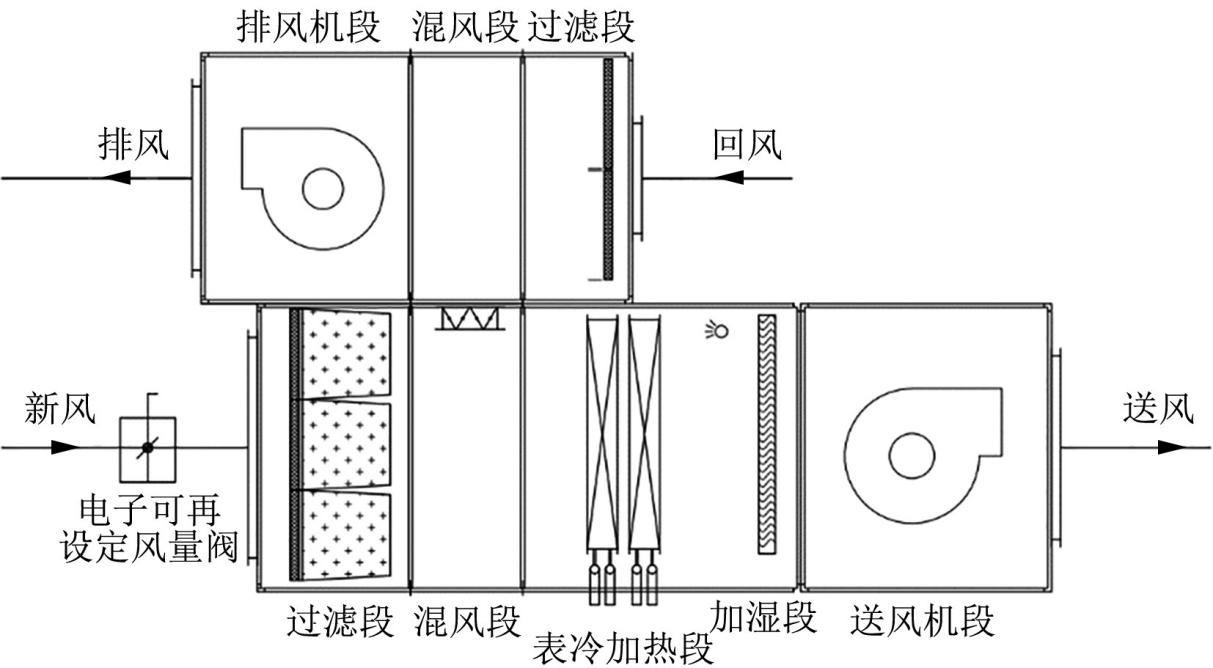 排风机段 混风段 过滤段
排风
回风
新风
送风
电子可再
设定风量阀
过滤段 混风段 表冷加热段 加湿段 送风机段